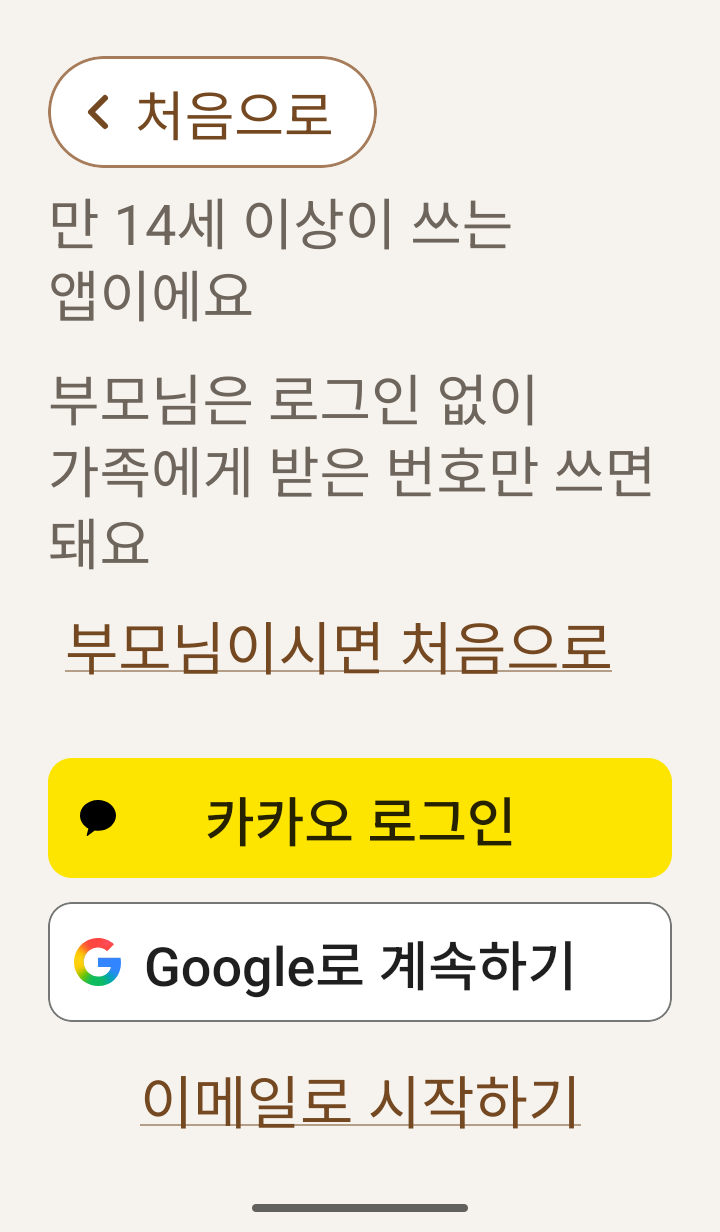 처음으로
만 14세 이상이 쓰는
앱이에요
부모님은 로그인 없이
가족에게 받은 번호만 쓰면
돼요
부모님이시면 처음으로
카카오 로그인
Google로 계속하기
이메일로 시작하기